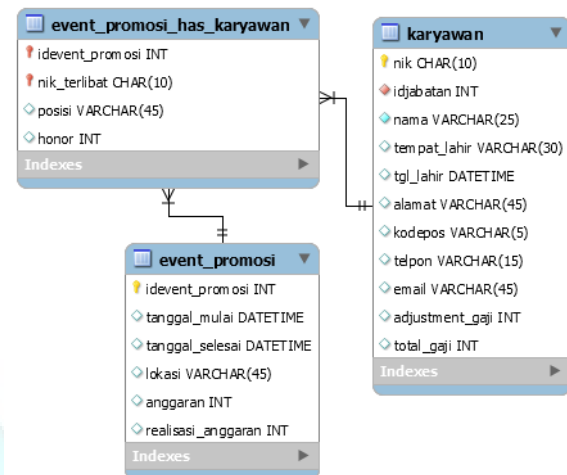 event_promosi_has_karyawan
idevent_promosi INT
nik_terlibat CHAR(10)
posisi VARCHAR(45)
honor INT
Indexes
karyawan
nik CHAR(10)
idjabatan INT
nama VARCHAR(25)
tempat_lahir VARCHAR(30)
tgl_lahir DATETIME
alamat VARCHAR(45)
kodepos VARCHAR(5)
telpon VARCHAR(15)
email VARCHAR(45)
adjustment_gaji INT
total_gaji INT
Indexes
event_promosi
idevent_promosi INT
tanggal_mulai DATETIME
tanggal_selesai DATETIME
lokasi VARCHAR(45)
anggaran INT
realisasi_anggaran INT
Indexes